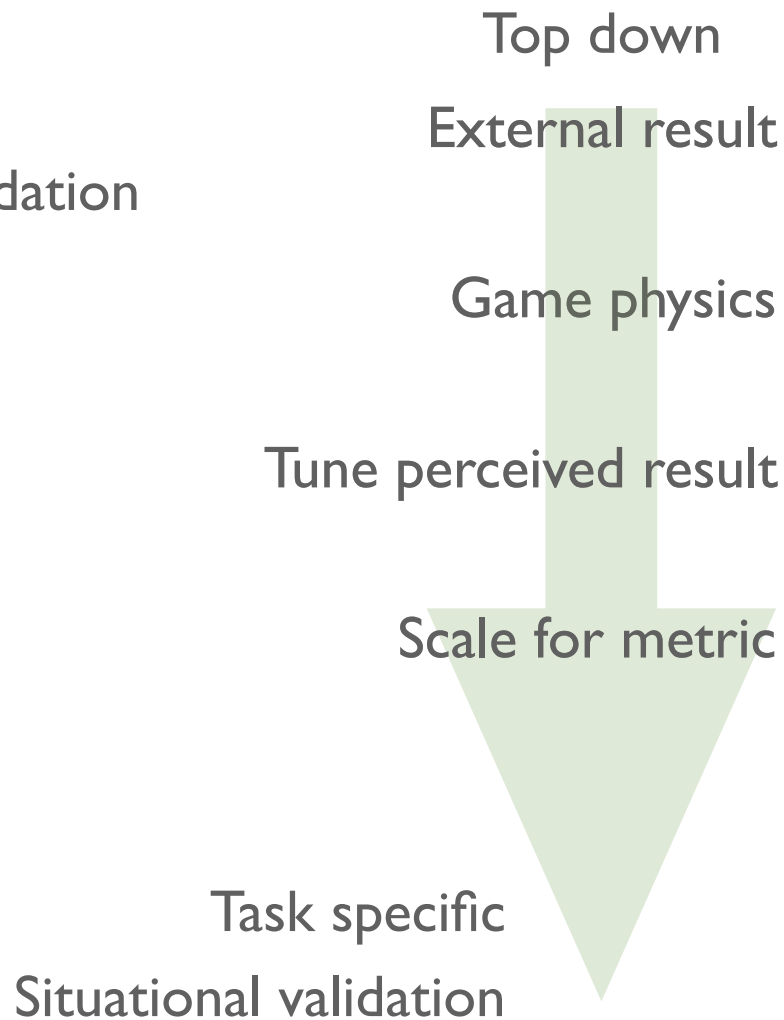 Top down
External result
dation
Game physics
Tune perceived result
Scale for metric
Task specific
Situational validation